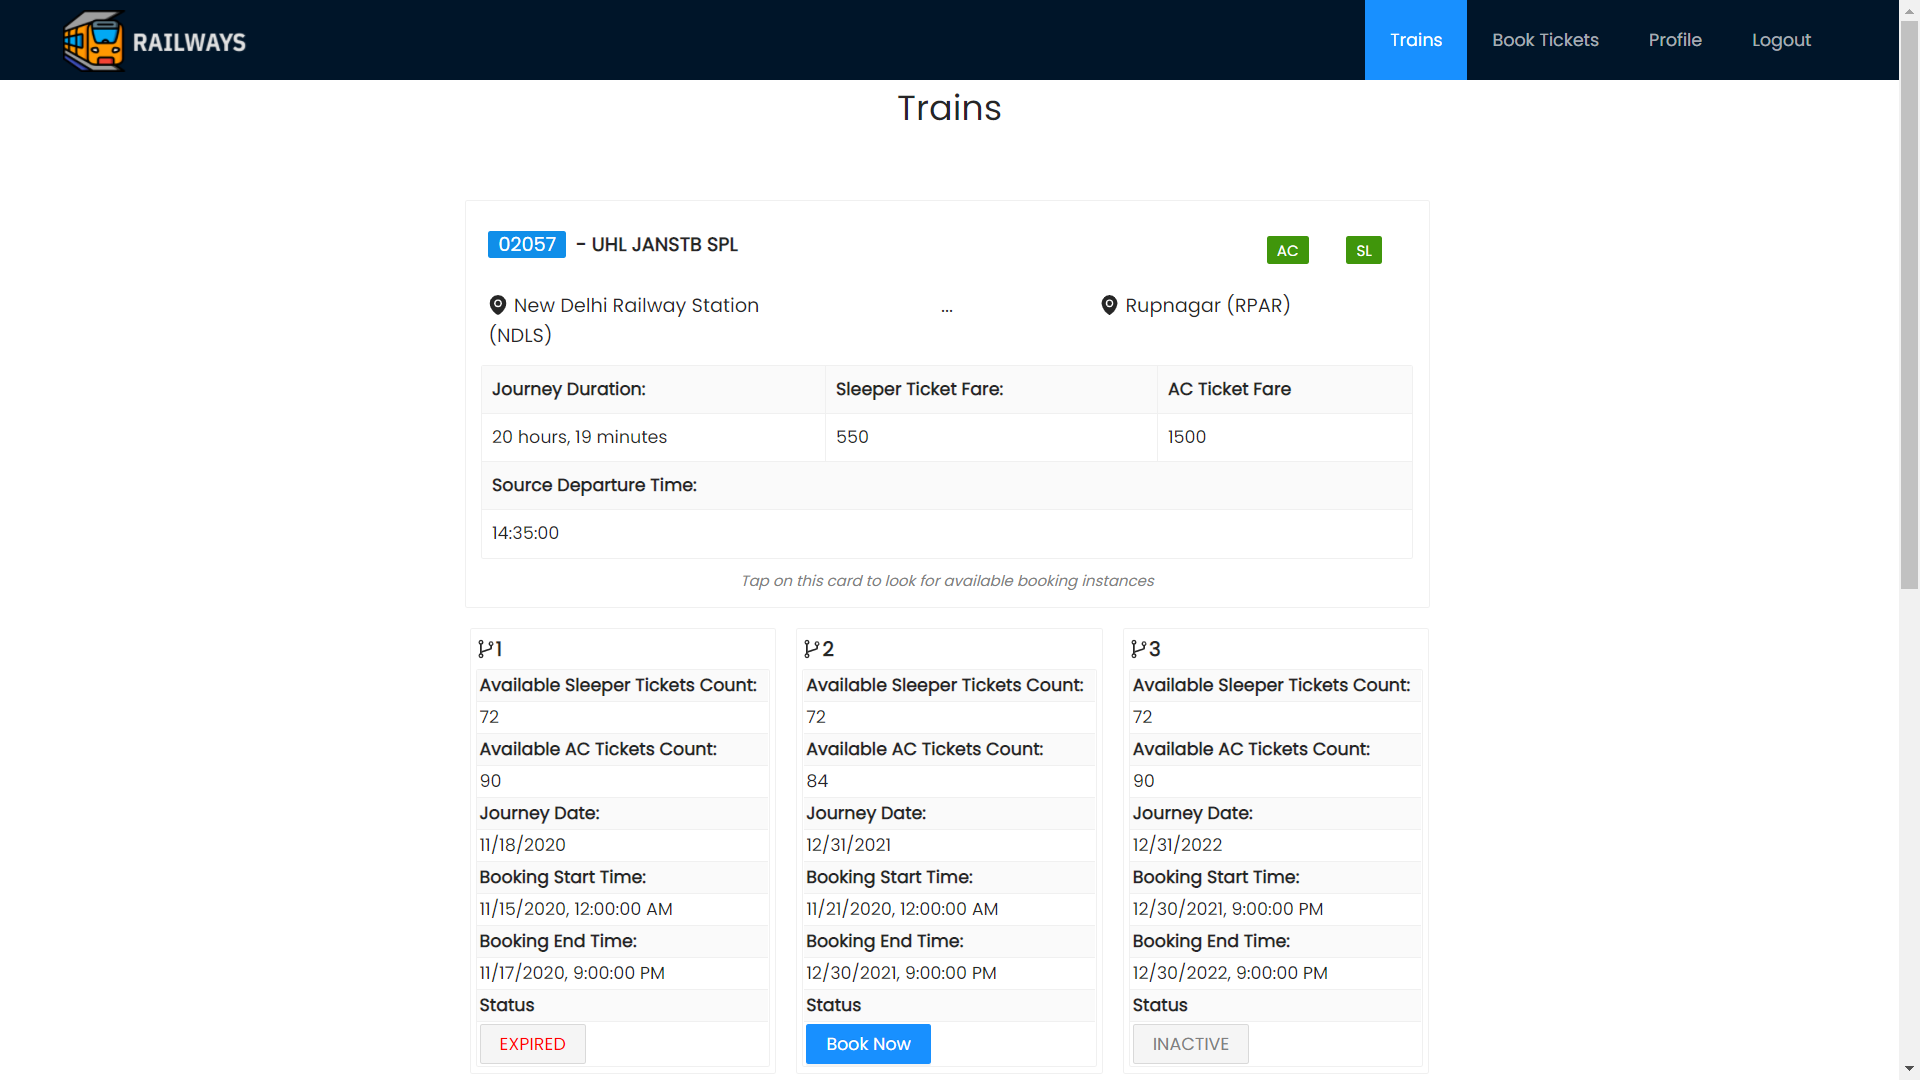 RAILWAYS
Trains
Book Tickets
Profile
Logout
Trains
02057 - UHL JANSTB SPL
AC
SL
New Delhi Railway Station
(NDLS)
...
Rupnagar (RPAR)
Journey Duration:
Sleeper Ticket Fare:
AC Ticket Fare
20 hours, 19 minutes
550
1500
Source Departure Time:
14:35:00
Tap on this card to look for available booking instances
1
Available Sleeper Tickets Count:
72
Available AC Tickets Count:
90
Journey Date:
11/18/2020
Booking Start Time:
11/15/2020, 12:00:00 AM
Booking End Time:
11/17/2020, 9:00:00 PM
Status
EXPIRED
2
Available Sleeper Tickets Count:
72
Available AC Tickets Count:
84
Journey Date:
12/31/2021
Booking Start Time:
11/21/2020, 12:00:00 AM
Booking End Time:
12/30/2021, 9:00:00 PM
Status
Book Now
3
Available Sleeper Tickets Count:
72
Available AC Tickets Count:
90
Journey Date:
12/31/2022
Booking Start Time:
12/30/2021, 9:00:00 PM
Booking End Time:
12/30/2022, 9:00:00 PM
Status
INACTIVE